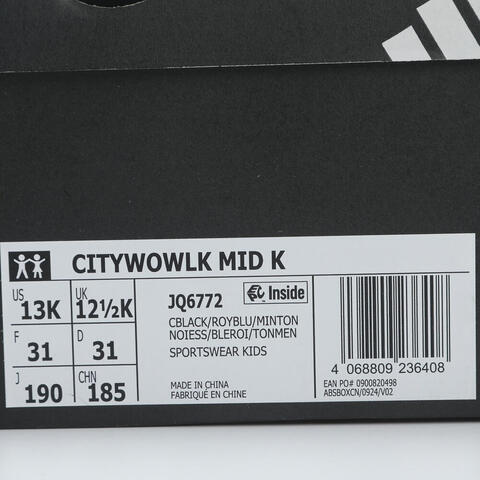 CITYWOWLK MID K
US 13K UK 12½K
F 31 D 31
J 190 CHN 185
JQ6772 Inside
CBLACK/ROYBLU/MINTON
NOIESS/BLEROI/TONMEN
SPORTSWEAR KIDS
MADE IN CHINA
FABRIQUÉ EN CHINE
4 068809 236408
EAN PO# 0900820498
ABSBOXCN/0924/V02